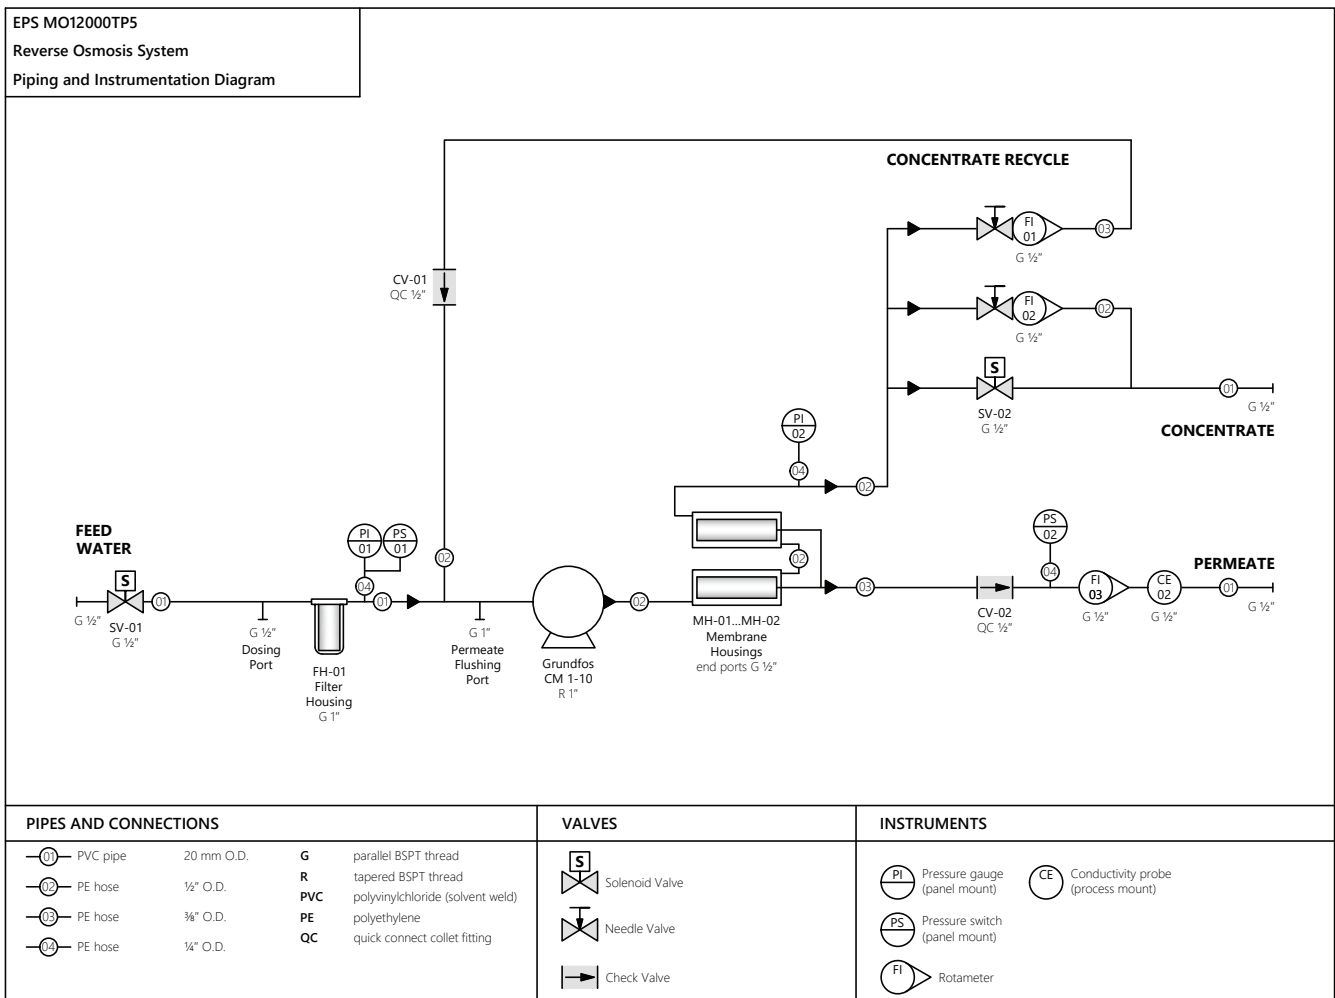 EPS MO12000TP5
Reverse Osmosis System
Piping and Instrumentation Diagram
CONCENTRATE RECYCLE
FI
01
G ½"
03
CV-01
QC ½"
FI
02
G ½"
02
S
SV-02
G ½"
01
G ½"
CONCENTRATE
PI
02
04
02
FEED
WATER
S
G ½"
SV-01
G ½"
01
G ½"
Dosing
Port
FH-01
Filter
Housing
G 1"
PI
01
PS
01
04
01
02
G 1"
Permeate
Flushing
Port
Grundfos
CM 1-10
R 1"
02
02
MH-01...MH-02
Membrane
Housings
end ports G ½"
03
CV-02
QC ½"
PS
02
04
FI
03
G ½"
CE
02
G ½"
PERMEATE
01
G ½"
PIPES AND CONNECTIONS
01 PVC pipe 20 mm O.D.
02 PE hose ½" O.D.
03 PE hose ⅜" O.D.
04 PE hose ¼" O.D.
G parallel BSPT thread
R tapered BSPT thread
PVC polyvinylchloride (solvent weld)
PE polyethylene
QC quick connect collet fitting
VALVES
S
Solenoid Valve
Needle Valve
Check Valve
INSTRUMENTS
PI Pressure gauge
(panel mount)
PS Pressure switch
(panel mount)
FI Rotameter
CE Conductivity probe
(process mount)